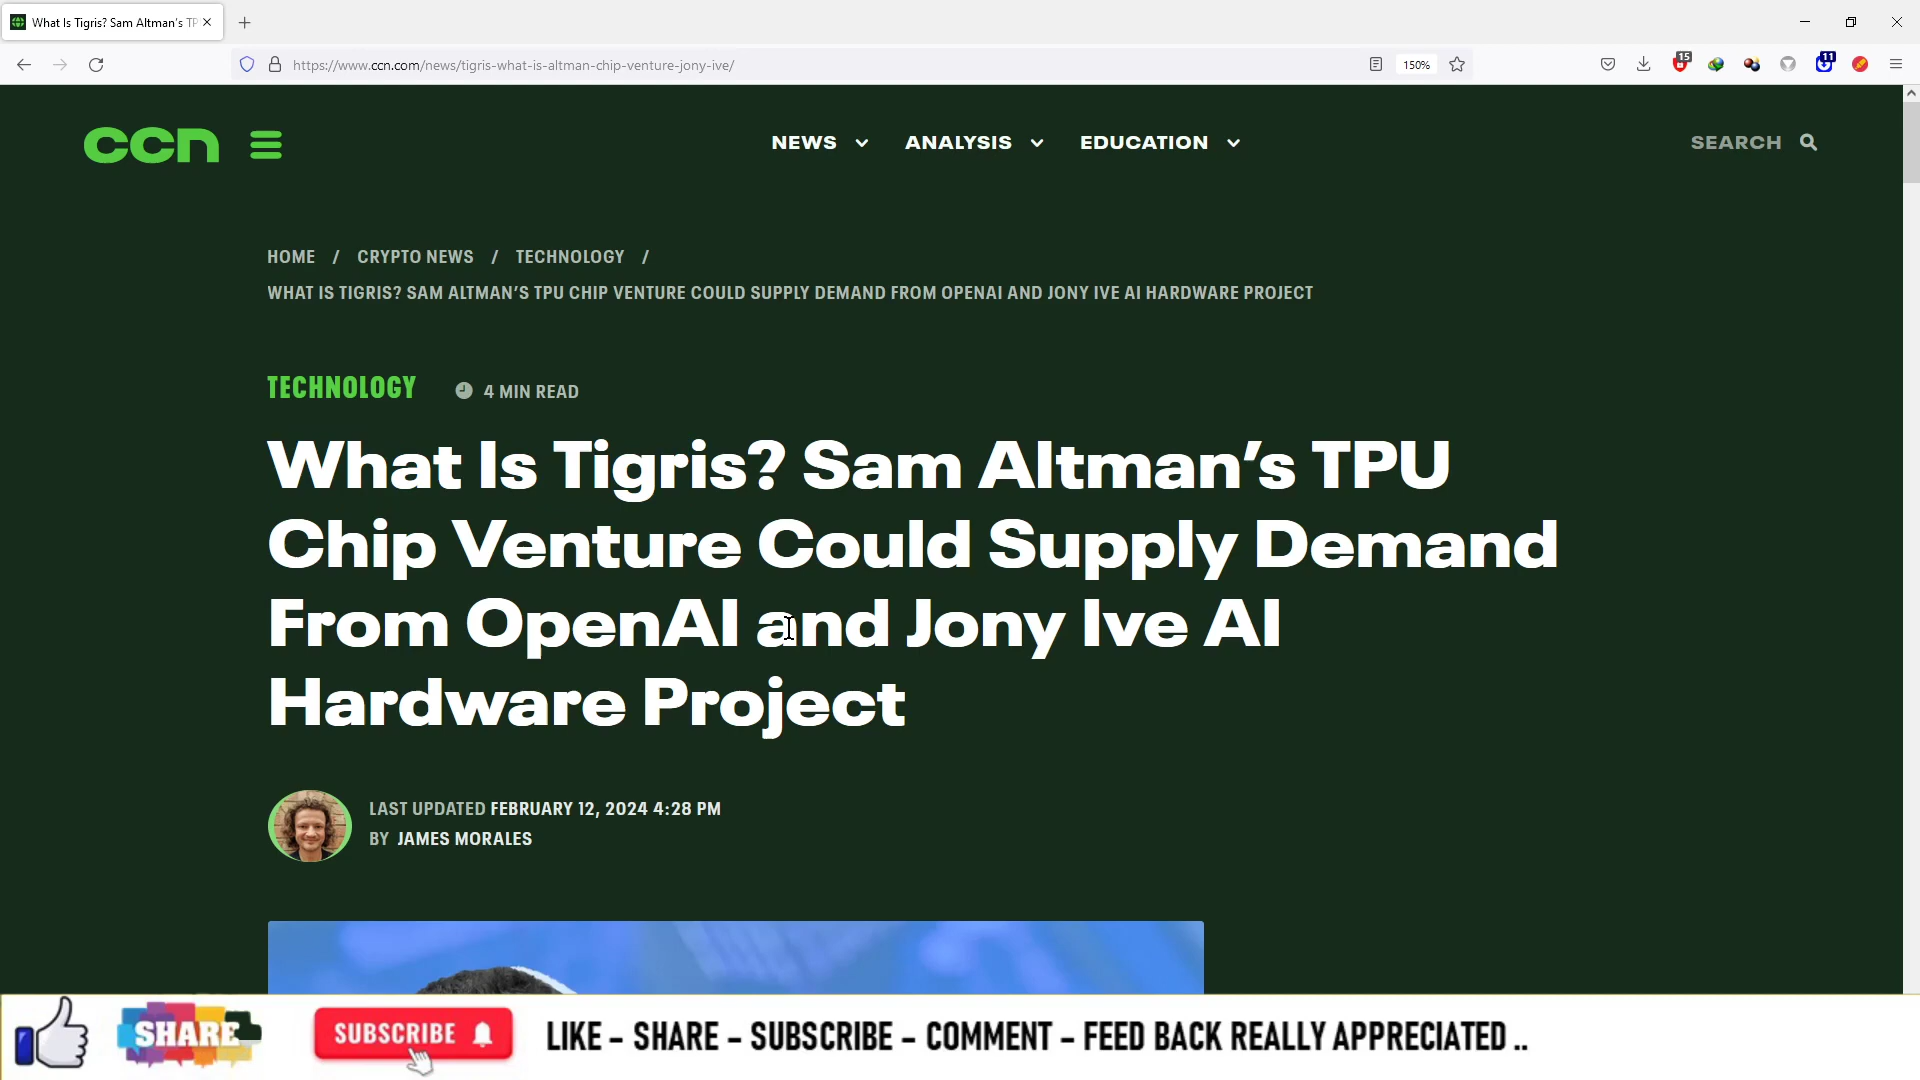 What Is Tigris? Sam Altman's TP
https://www.ccn.com/news/tigris-what-is-altman-chip-venture-jony-ive/
150%
15
11
ccn
NEWS
ANALYSIS
EDUCATION
SEARCH
HOME / CRYPTO NEWS / TECHNOLOGY /
WHAT IS TIGRIS? SAM ALTMAN'S TPU CHIP VENTURE COULD SUPPLY DEMAND FROM OPENAI AND JONY IVE AI HARDWARE PROJECT
TECHNOLOGY 4 MIN READ
What Is Tigris? Sam Altman's TPU
Chip Venture Could Supply Demand
From OpenAI and Jony Ive AI
Hardware Project
LAST UPDATED FEBRUARY 12, 2024 4:28 PM
BY JAMES MORALES
SHARE
SUBSCRIBE
LIKE – SHARE – SUBSCRIBE – COMMENT – FEED BACK REALLY APPRECIATED ..